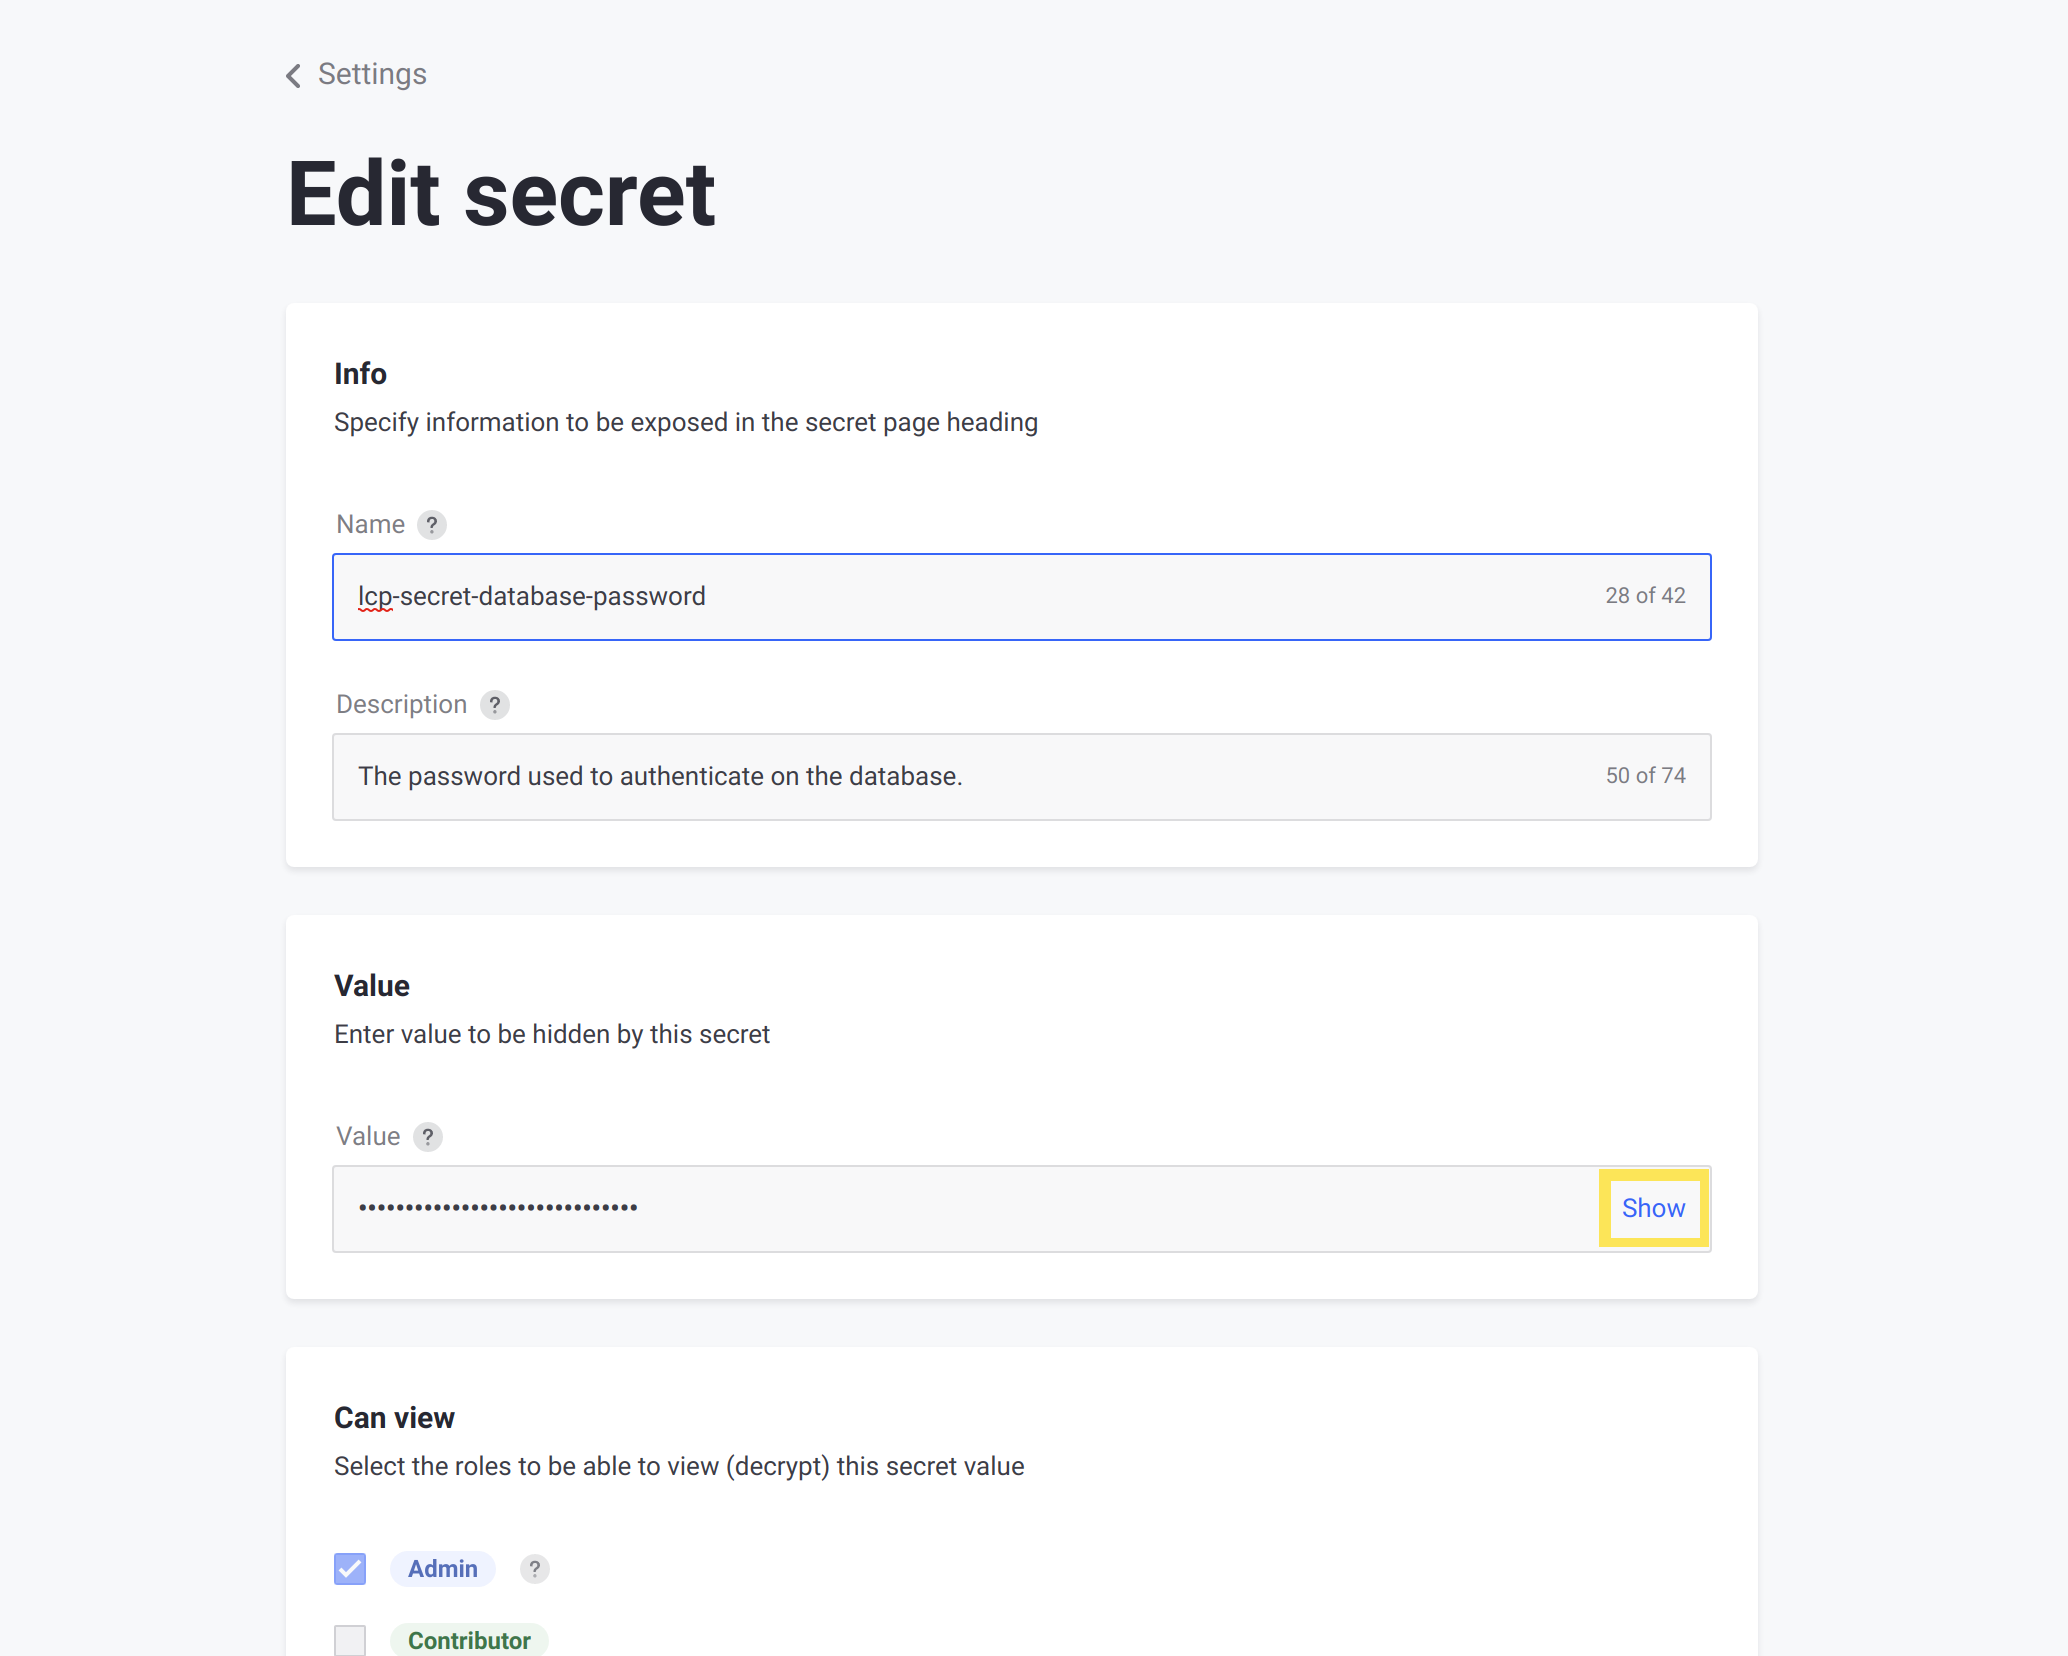 Settings
Edit secret
Info
Specify information to be exposed in the secret page heading
Name ?
lcp-secret-database-password 28 of 42
Description ?
The password used to authenticate on the database. 50 of 74
Value
Enter value to be hidden by this secret
Value ?
•••••••••••••••••••••••••••••• Show
Can view
Select the roles to be able to view (decrypt) this secret value
Admin ?
Contributor